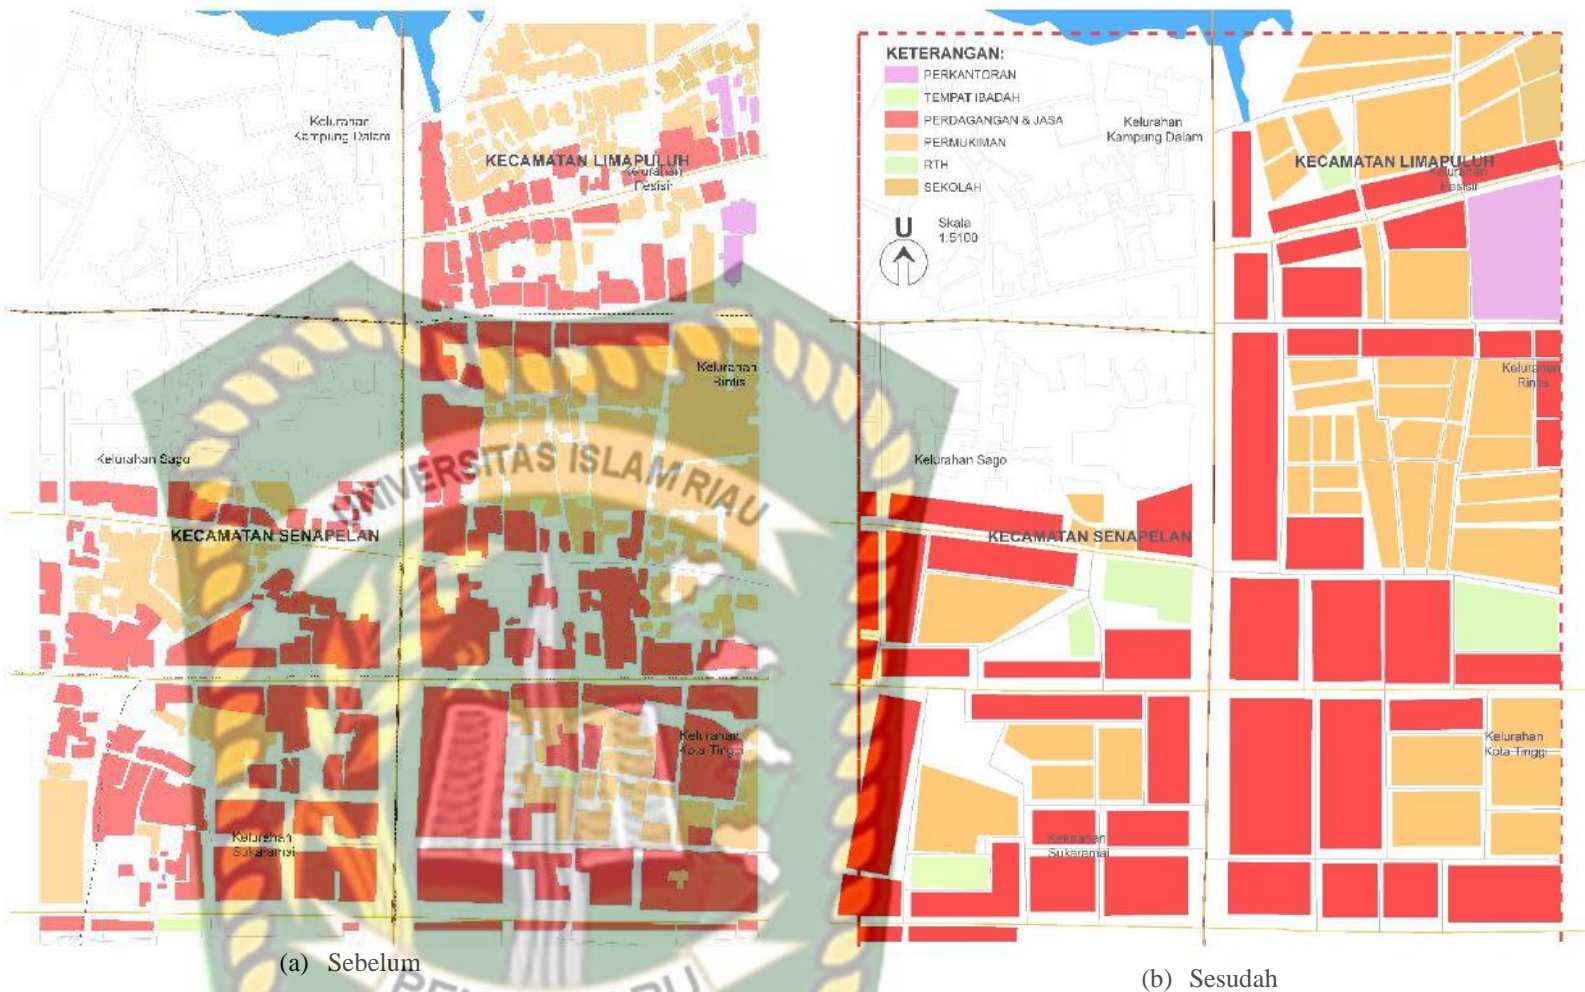 KETERANGAN:
PERKANTORAN
TEMPAT IBADAH
PERDAGANGAN & JASA
PERMUKIMAN
RTH
SEKOLAH
U
Skala
1:5100
Kelurahan
Kampung Dalam
KECAMATAN LIMAPULUH
Kelurahan
Pesisir
Kelurahan
Rintis
Kelurahan Sago
KECAMATAN SENAPELAN
Kelurahan
Kota Tinggi
Kelurahan
Sukaramai
UNIVERSITAS ISLAM RIAU
(a) Sebelum
Kelurahan
Kampung Dalam
KECAMATAN LIMAPULUH
Kelurahan
Pesisir
Kelurahan
Rintis
Kelurahan Sago
KECAMATAN SENAPELAN
Kelurahan
Kota Tinggi
Kelurahan
Sukaramai
(b) Sesudah